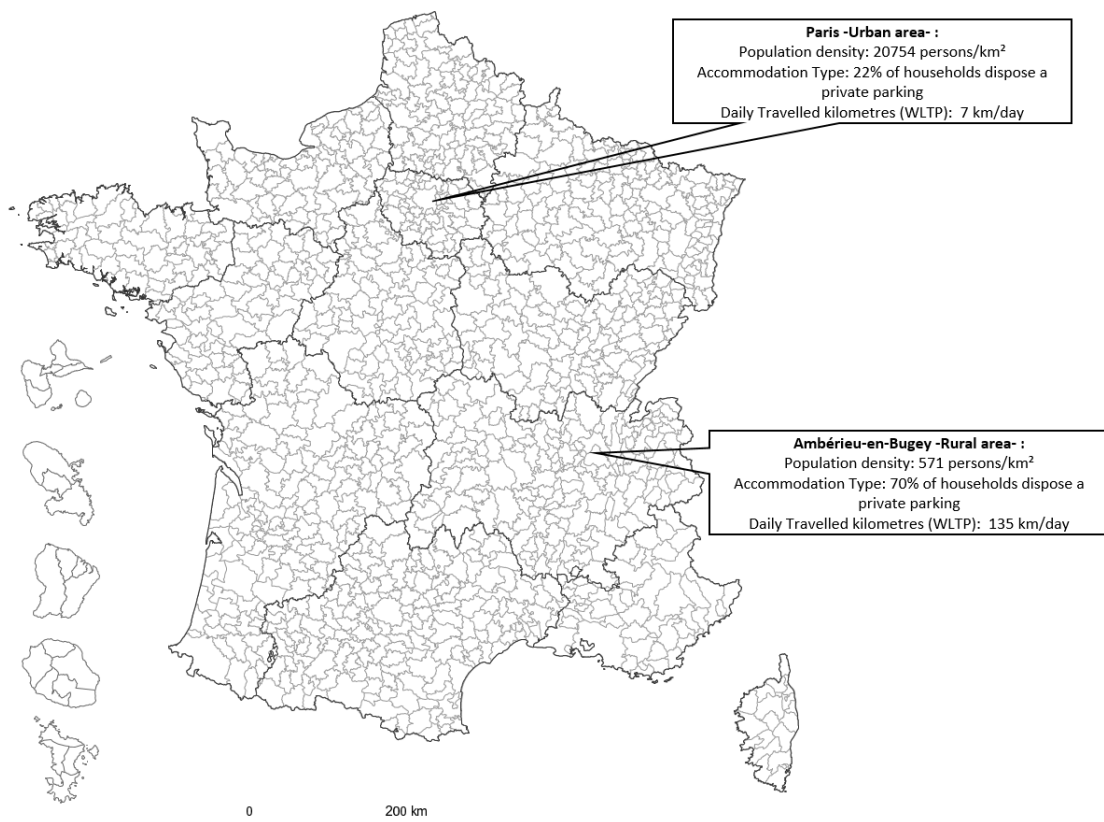 Paris -Urban area- :
Population density: 20754 persons/km²
Accommodation Type: 22% of households dispose a
private parking
Daily Travelled kilometres (WLTP):  7 km/day
Ambérieu-en-Bugey -Rural area- :
Population density: 571 persons/km²
Accommodation Type: 70% of households dispose a
private parking
Daily Travelled kilometres (WLTP):  135 km/day
0 200 km